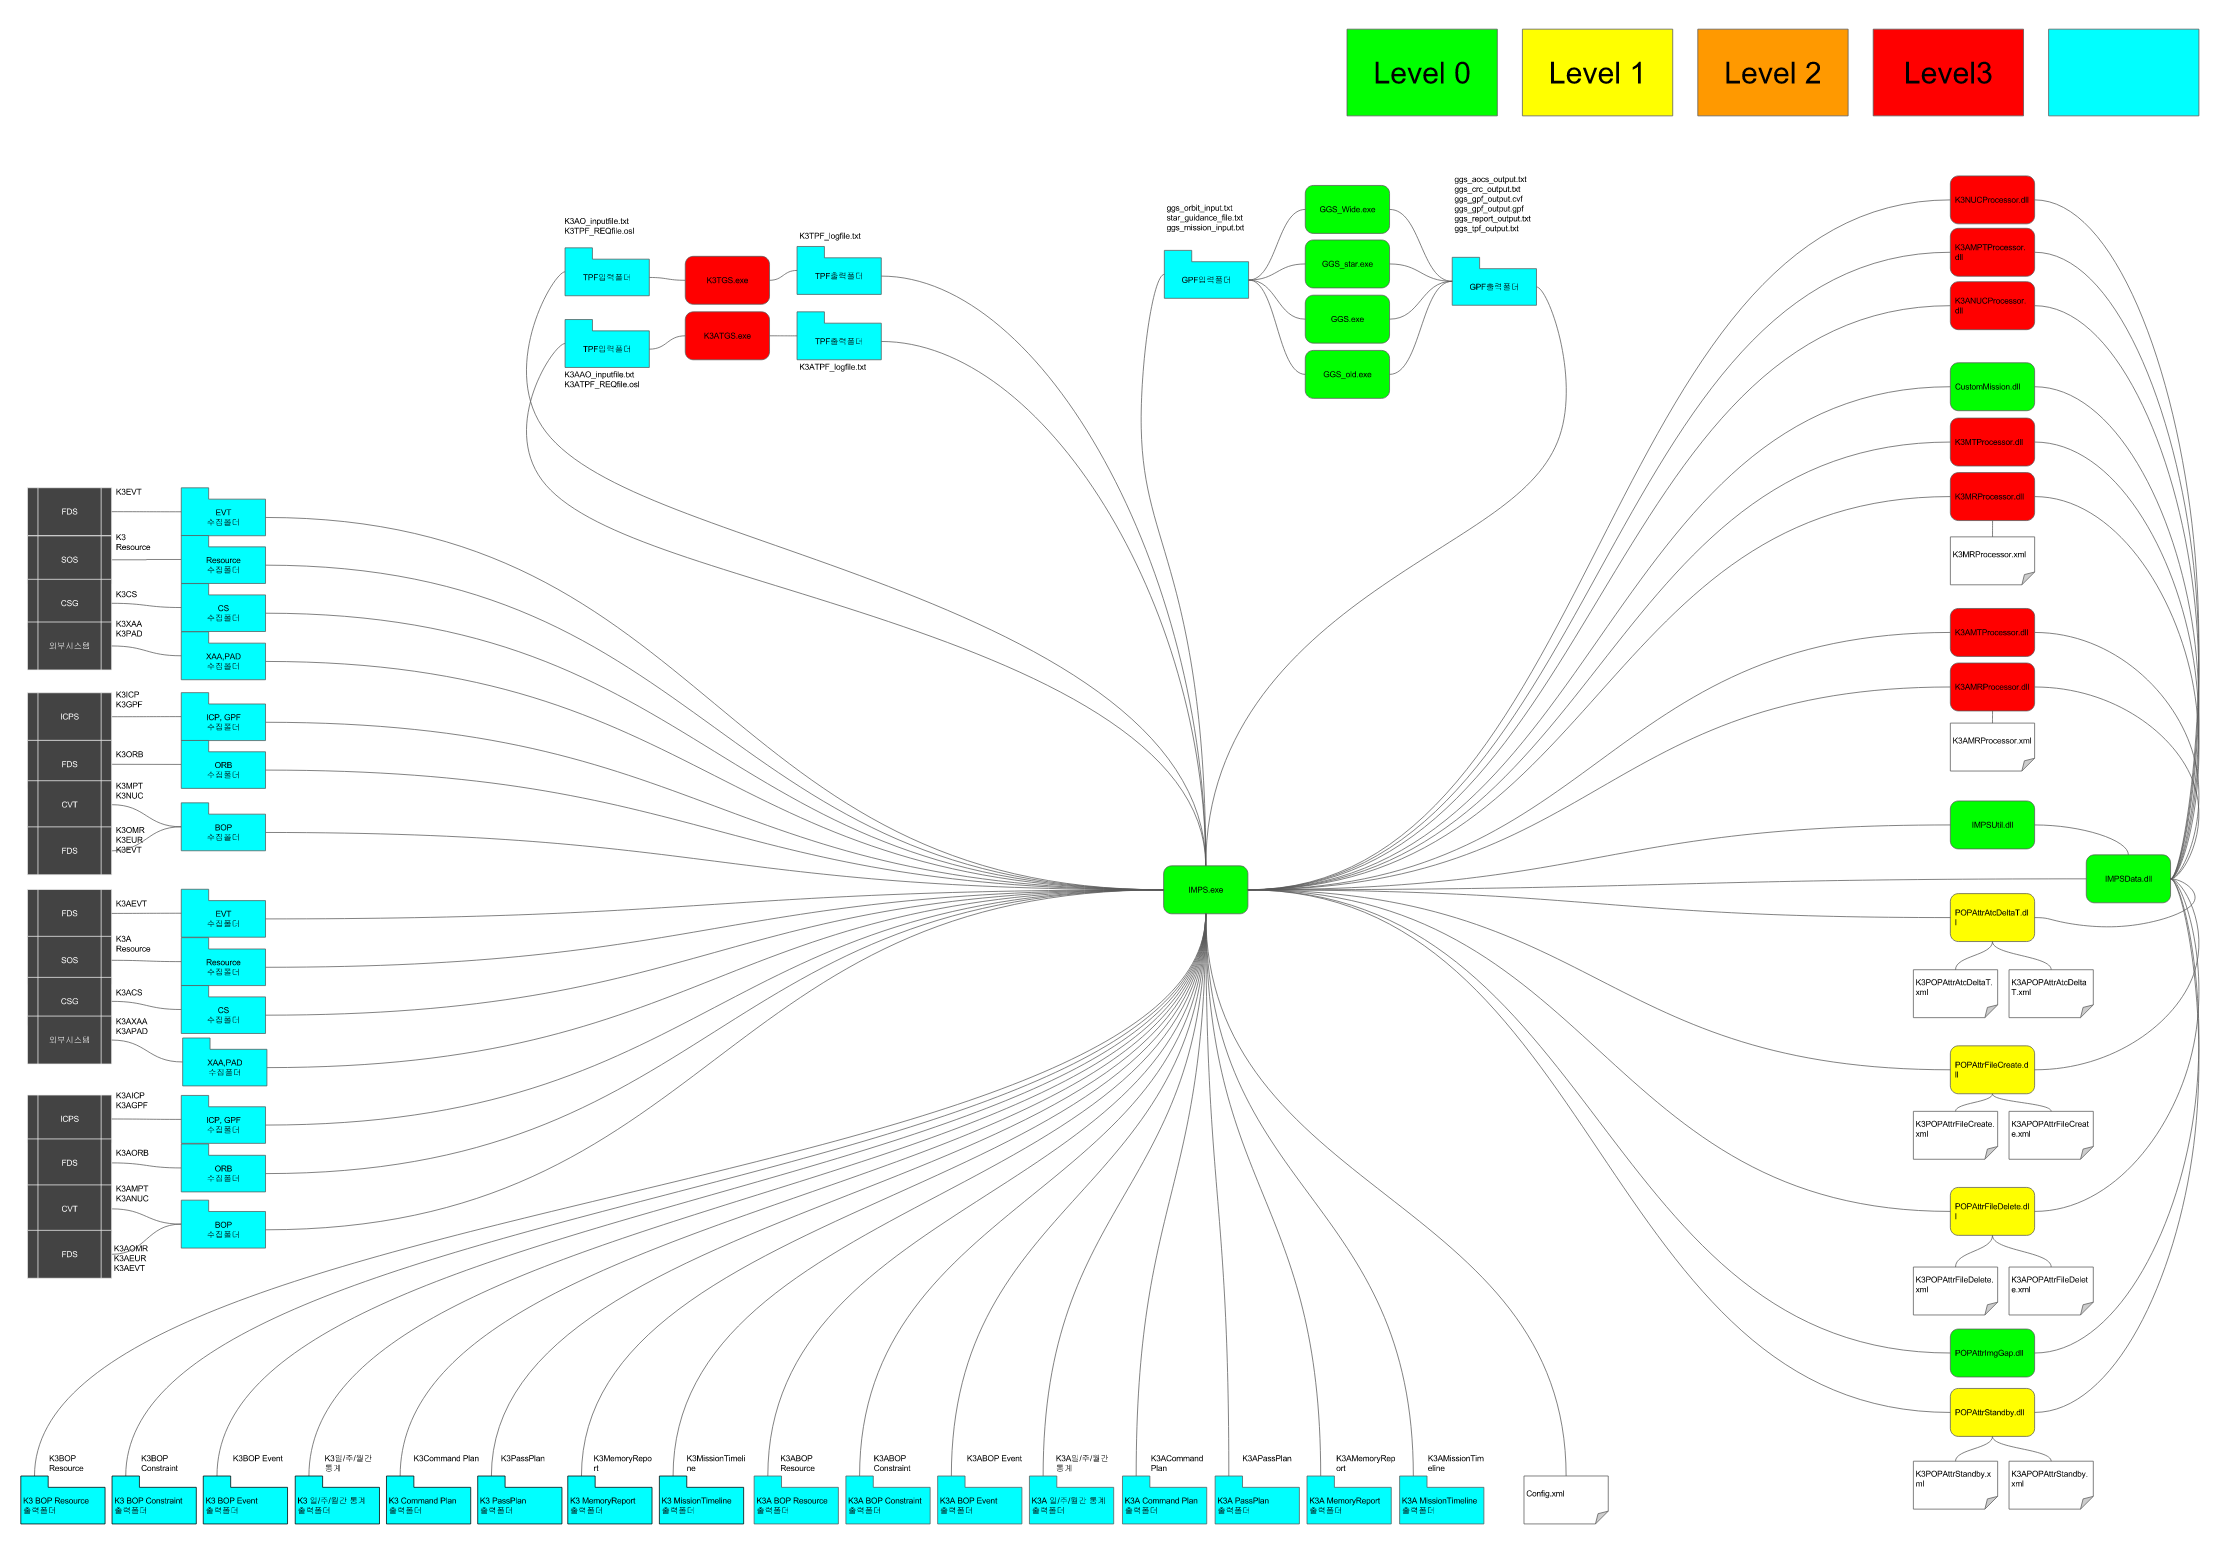 Level 0
Level 1
Level 2
Level3
K3AO_inputfile.txt
K3TPF_REQfile.osl
TPF입력폴더
K3TGS.exe
K3TPF_logfile.txt
TPF출력폴더
TPF입력폴더
K3AAO_inputfile.txt
K3ATPF_REQfile.osl
K3ATGS.exe
TPF출력폴더
K3ATPF_logfile.txt
ggs_orbit_input.txt
star_guidance_file.txt
ggs_mission_input.txt
GPF입력폴더
GGS_Wide.exe
GGS_star.exe
GGS.exe
GGS_oid.exe
ggs_aocs_output.txt
ggs_crc_output.txt
ggs_gpf_output.cvf
ggs_gpf_output.gpf
ggs_report_output.txt
ggs_tpf_output.txt
GPF출력폴더
K3NUCProcessor.dll
K3AMPTProcessor.
dll
K3ANUCProcessor.
dll
CustomMission.dll
K3MTProcessor.dll
K3MRProcessor.dll
K3MRProcessor.xml
K3AMTProcessor.dll
K3AMRProcessor.dll
K3AMRProcessor.xml
IMPSUtil.dll
IMPSData.dll
POPAttrAtcDeltaT.dl
l
K3POPAttrAtcDeltaT.
xml
K3APOPAttrAtcDelta
T.xml
POPAttrFileCreate.d
ll
K3POPAttrFileCreate.
xml
K3APOPAttrFileCreat
e.xml
POPAttrFileDelete.dl
l
K3POPAttrFileDelete.
xml
K3APOPAttrFileDelet
e.xml
POPAttrImgGap.dll
POPAttrStandby.dll
K3POPAttrStandby.x
ml
K3APOPAttrStandby.
xml
IMPS.exe
FDS
K3EVT
EVT
수집폴더
SOS
K3
Resource
Resource
수집폴더
CSG
K3CS
CS
수집폴더
외부시스템
K3XAA
K3PAD
XAA,PAD
수집폴더
ICPS
K3ICP
K3GPF
ICP, GPF
수집폴더
FDS
K3ORB
ORB
수집폴더
CVT
K3MPT
K3NUC
BOP
수집폴더
FDS
K3OMR
K3EUR
K3EVT
FDS
K3AEVT
EVT
수집폴더
SOS
K3A
Resource
Resource
수집폴더
CSG
K3ACS
CS
수집폴더
외부시스템
K3AXAA
K3APAD
XAA,PAD
수집폴더
ICPS
K3AICP
K3AGPF
ICP, GPF
수집폴더
FDS
K3AORB
ORB
수집폴더
CVT
K3AMPT
K3ANUC
BOP
수집폴더
FDS
K3AOMR
K3AEUR
K3AEVT
K3BOP
Resource
K3 BOP Resource
출력폴더
K3BOP
Constraint
K3 BOP Constraint
출력폴더
K3BOP Event
K3 BOP Event
출력폴더
K3일/주/월간
통계
K3 일/주/월간 통계
출력폴더
K3Command Plan
K3 Command Plan
출력폴더
K3PassPlan
K3 PassPlan
출력폴더
K3MemoryRepo
rt
K3 MemoryReport
출력폴더
K3MissionTimeli
ne
K3 MissionTimeline
출력폴더
K3ABOP
Resource
K3A BOP Resource
출력폴더
K3ABOP
Constraint
K3A BOP Constraint
출력폴더
K3ABOP Event
K3A BOP Event
출력폴더
K3A일/주/월간
통계
K3A 일/주/월간 통계
출력폴더
K3ACommand
Plan
K3A Command Plan
출력폴더
K3APassPlan
K3A PassPlan
출력폴더
K3AMemoryRep
ort
K3A MemoryReport
출력폴더
K3AMissionTim
eline
K3A MissionTimeline
출력폴더
Config.xml